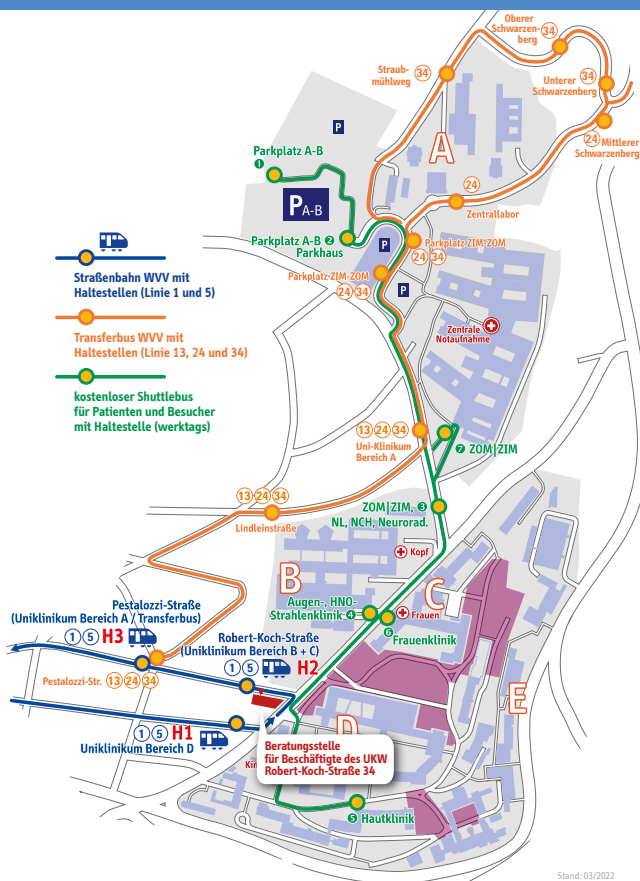 Oberer
Schwarzen-
berg
34
Straub-
mühlweg
34
Unterer
Schwarzenberg
34
24
Mittlerer
Schwarzenberg
P
A
Parkplatz A-B
1
24
Zentrallabor
P A-B
Parkplatz A-B 2
Parkhaus
P
Parkplatz ZIM-ZOM
24 34
Parkplatz-ZIM-ZOM
24 34
P
Straßenbahn WVV mit
Haltestellen (Linie 1 und 5)
Transferbus WVV mit
Haltestellen (Linie 13, 24 und 34)
kostenloser Shuttlebus
für Patienten und Besucher
mit Haltestelle (werktags)
Zentrale
Notaufnahme
13 24 34
Uni-Klinikum
Bereich A
7 ZOM|ZIM
13 24 34
Lindleinstraße
ZOM|ZIM, 3
NL, NCH, Neurorad.
Kopf
B
C
Augen-, HNO-
Strahlenklinik 4
Frauen
6
Frauenklinik
Pestalozzi-Straße
(Uniklinikum Bereich A / Transferbus)
1 5 H3
Robert-Koch-Straße
(Uniklinikum Bereich B + C)
1 5 H2
Pestalozzi-Str. 13 24 34
E
D
1 5 H1
Uniklinikum Bereich D
Kin
Beratungsstelle
für Beschäftigte des UKW
Robert-Koch-Straße 34
5 Hautklinik
Stand: 03/2022